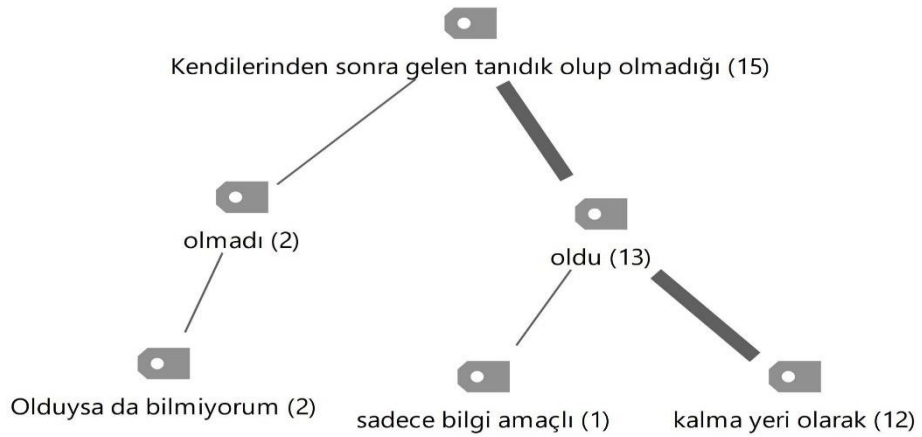 Kendilerinden sonra gelen tanıdık olup olmadığı (15)
olmadı (2)
oldu (13)
Olduysa da bilmiyorum (2)
sadece bilgi amaçlı (1)
kalma yeri olarak (12)